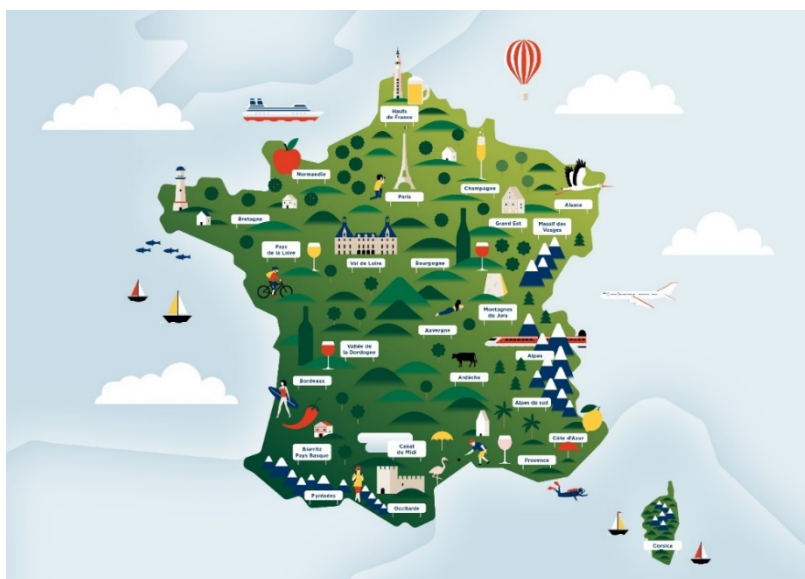 Hauts
de France
Normandie
Paris
Champagne
Alsace
Bretagne
Grand Est
Massif des
Vosges
Pays
de la Loire
Val de Loire
Bourgogne
Montagnes
du Jura
Auvergne
Vallée de
la Dordogne
Alpes
Bordeaux
Ardèche
Alpes du sud
Côte d'Azur
Biarritz
Pays Basque
Canal
du Midi
Provence
Pyrénées
Occitanie
Corsica